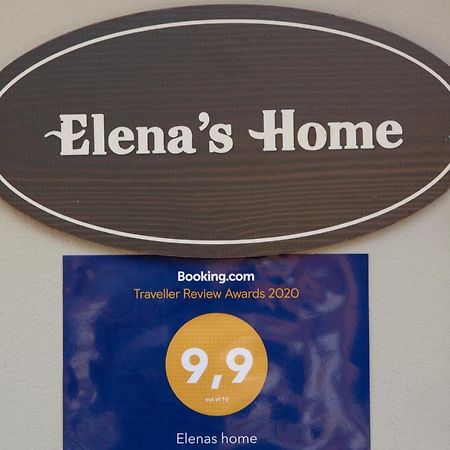 Elena's Home
Booking.com
Traveller Review Awards 2020
9,9
out of 10
Elenas home